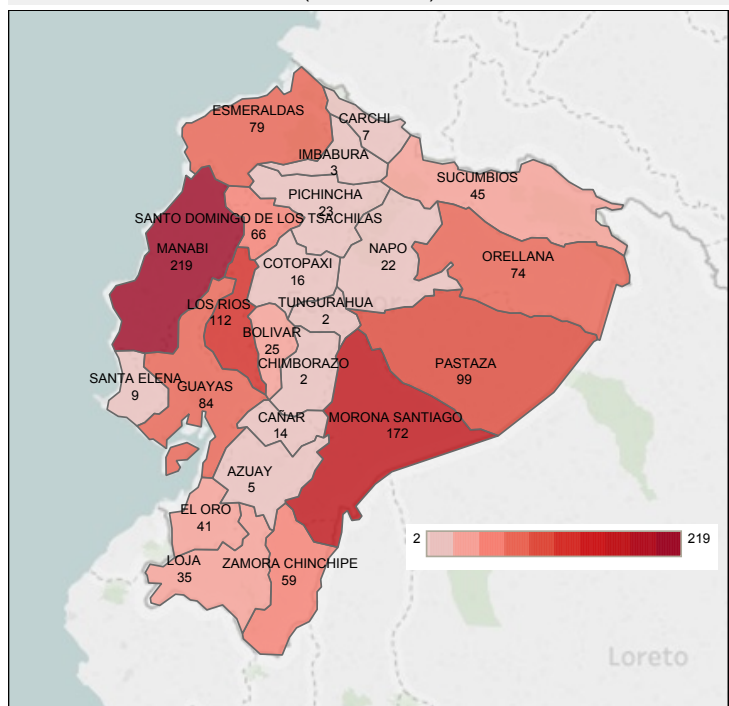 ESMERALDAS
79
CARCHI
7
IMBABURA
3
SUCUMBIOS
45
PICHINCHA
23
SANTO DOMINGO DE LOS TSACHILAS
66
MANABI
219
NAPO
22
ORELLANA
74
COTOPAXI
16
TUNGURAHUA
2
LOS RIOS
112
BOLIVAR
25
CHIMBORAZO
2
PASTAZA
99
SANTA ELENA
9
GUAYAS
84
CAÑAR
14
MORONA SANTIAGO
172
AZUAY
5
EL ORO
41
2
219
LOJA
35
ZAMORA CHINCHIPE
59
Loreto